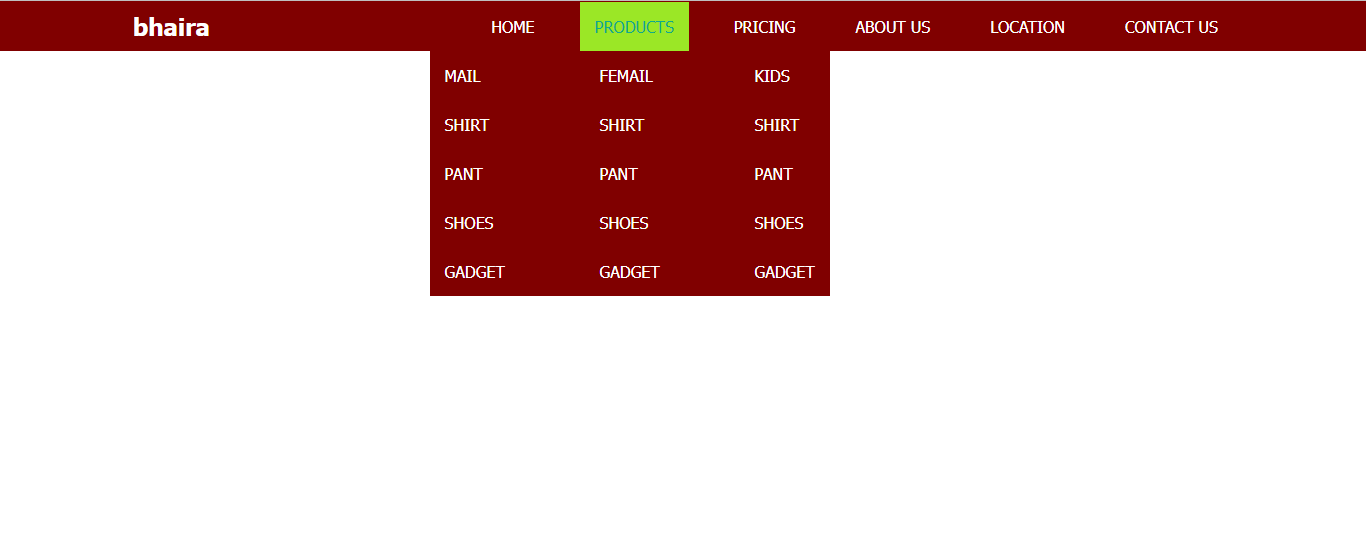 bhaira HOME PRODUCTS PRICING ABOUT US LOCATION CONTACT US
MAIL FEMAIL KIDS
SHIRT SHIRT SHIRT
PANT PANT PANT
SHOES SHOES SHOES
GADGET GADGET GADGET